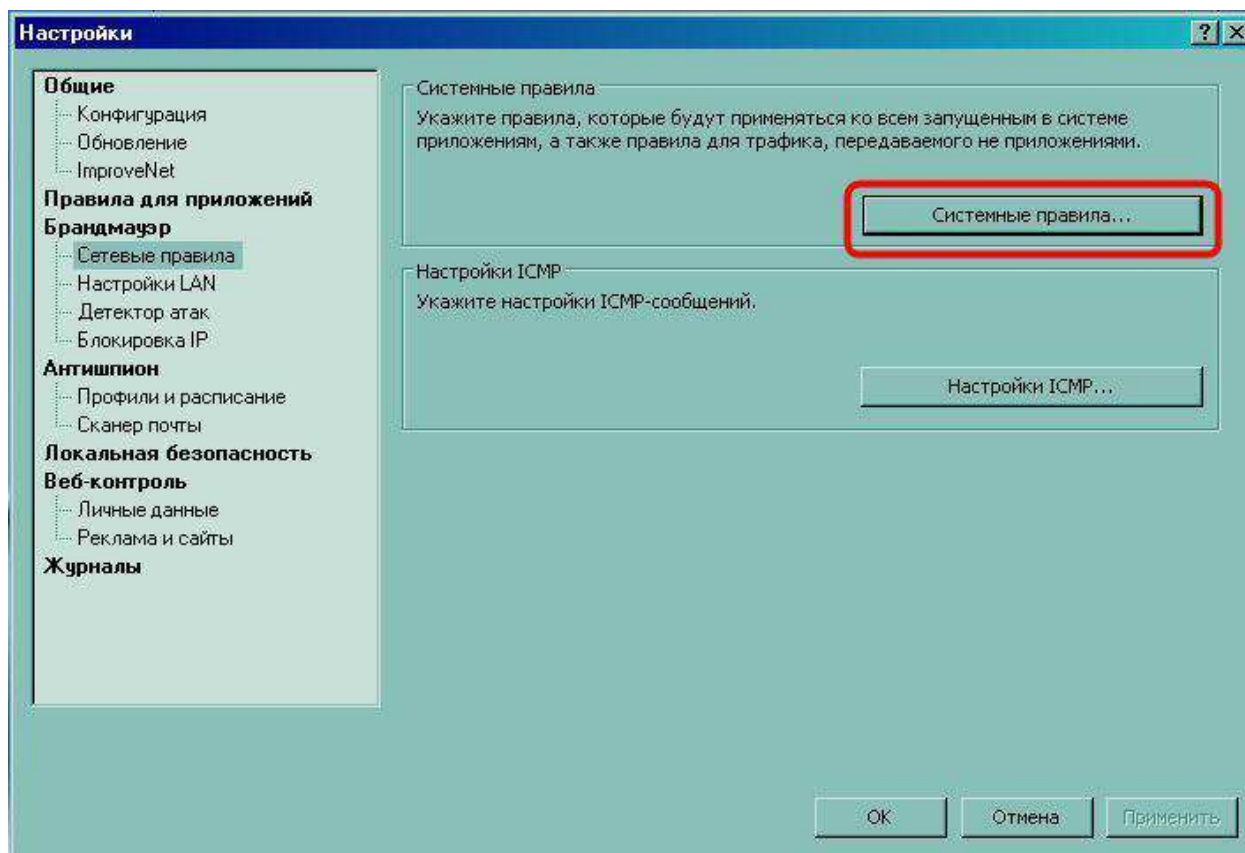 Настройки
Общие
Конфигурация
Обновление
ImproveNet
Правила для приложений
Брандмауэр
Сетевые правила
Настройки LAN
Детектор атак
Блокировка IP
Антишпион
Профили и расписание
Сканер почты
Локальная безопасность
Веб-контроль
Личные данные
Реклама и сайты
Журналы
Системные правила
Укажите правила, которые будут применяться ко всем запущенным в системе
приложениям, а также правила для трафика, передаваемого не приложениями.
Системные правила...
Настройки ICMP
Укажите настройки ICMP-сообщений.
Настройки ICMP...
OK
Отмена
Применить